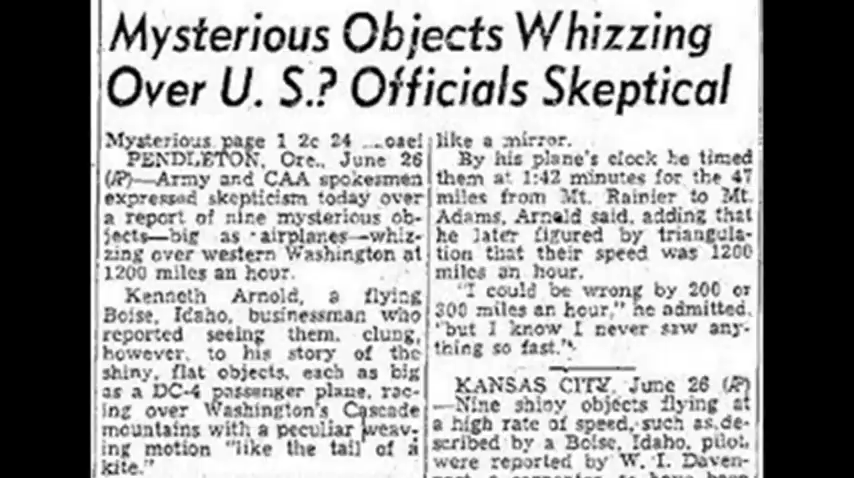 Mysterious Objects Whizzing
Over U. S.? Officials Skeptical
Mysterious page 1 2c 24
PENDLETON, Ore., June 26
(AP)—Army and CAA spokesmen
expressed skepticism today over
a report of nine mysterious ob-
jects—big as airplanes—whiz-
zing over western Washington at
1200 miles an hour.
Kenneth Arnold, a flying
Boise, Idaho, businessman who
reported seeing them, clung,
however, to his story of the
shiny, flat objects, each as big
as a DC-4 passenger plane, rac-
ing over Washington's Cascade
mountains with a peculiar weav-
ing motion "like the tail of a
kite."
like a mirror.
By his plane's clock he timed
them at 1:42 minutes for the 47
miles from Mt. Rainier to Mt.
Adams, Arnold said, adding that
he later figured by triangula-
tion that their speed was 1200
miles an hour.
"I could be wrong by 200 or
300 miles an hour," he admitted,
"but I know I never saw any-
thing so fast."
KANSAS CITY, June 26 (AP)
—Nine shiny objects flying at
a high rate of speed, such as de-
scribed by a Boise, Idaho, pilot,
were reported by W. I. Daven-